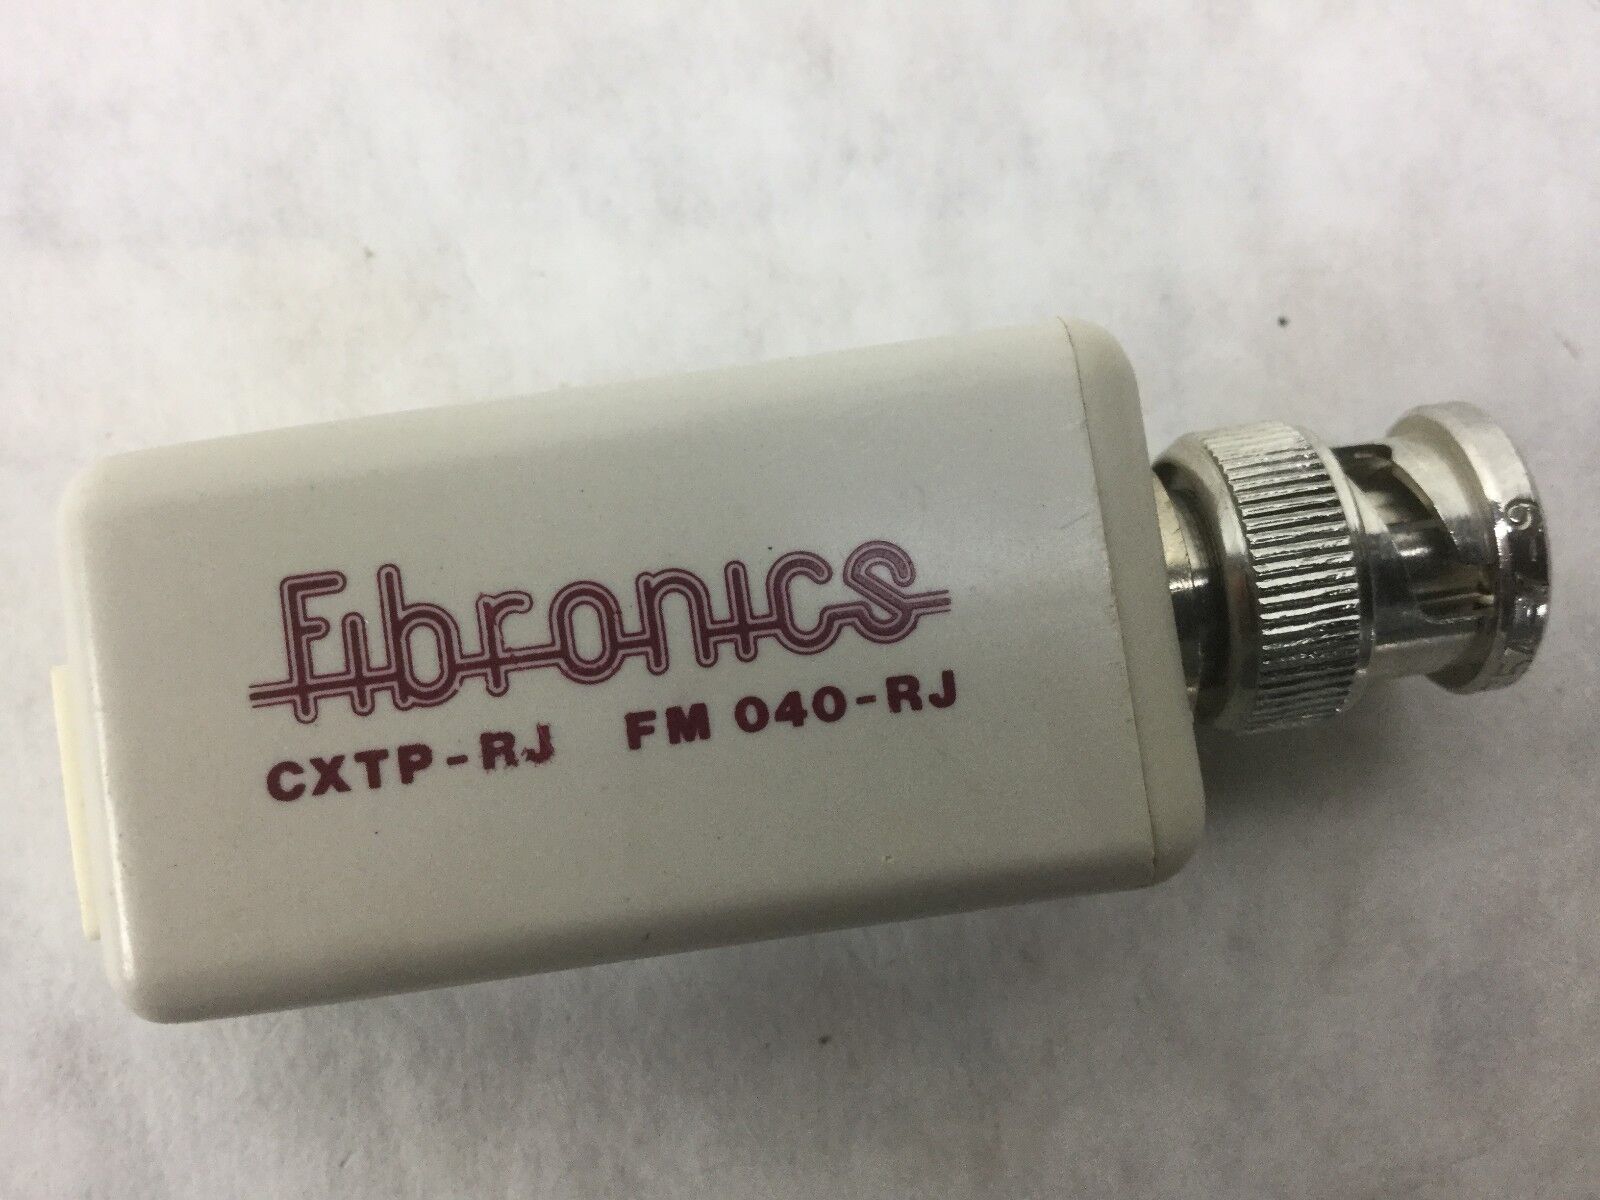 Fibronics
CXTP-RJ FM 040-RJ